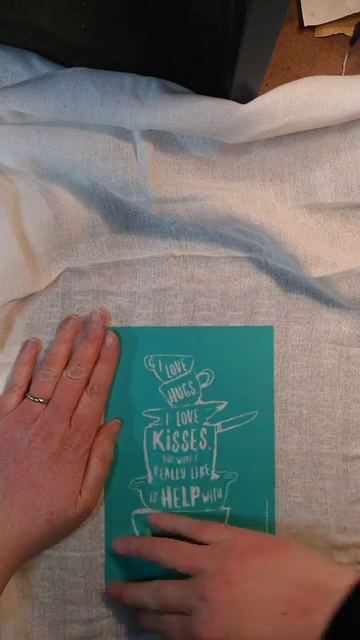 I LOVE
HUGS
I LOVE
KISSES,
BUT WHAT I
REALLY LIKE
IS HELP WITH